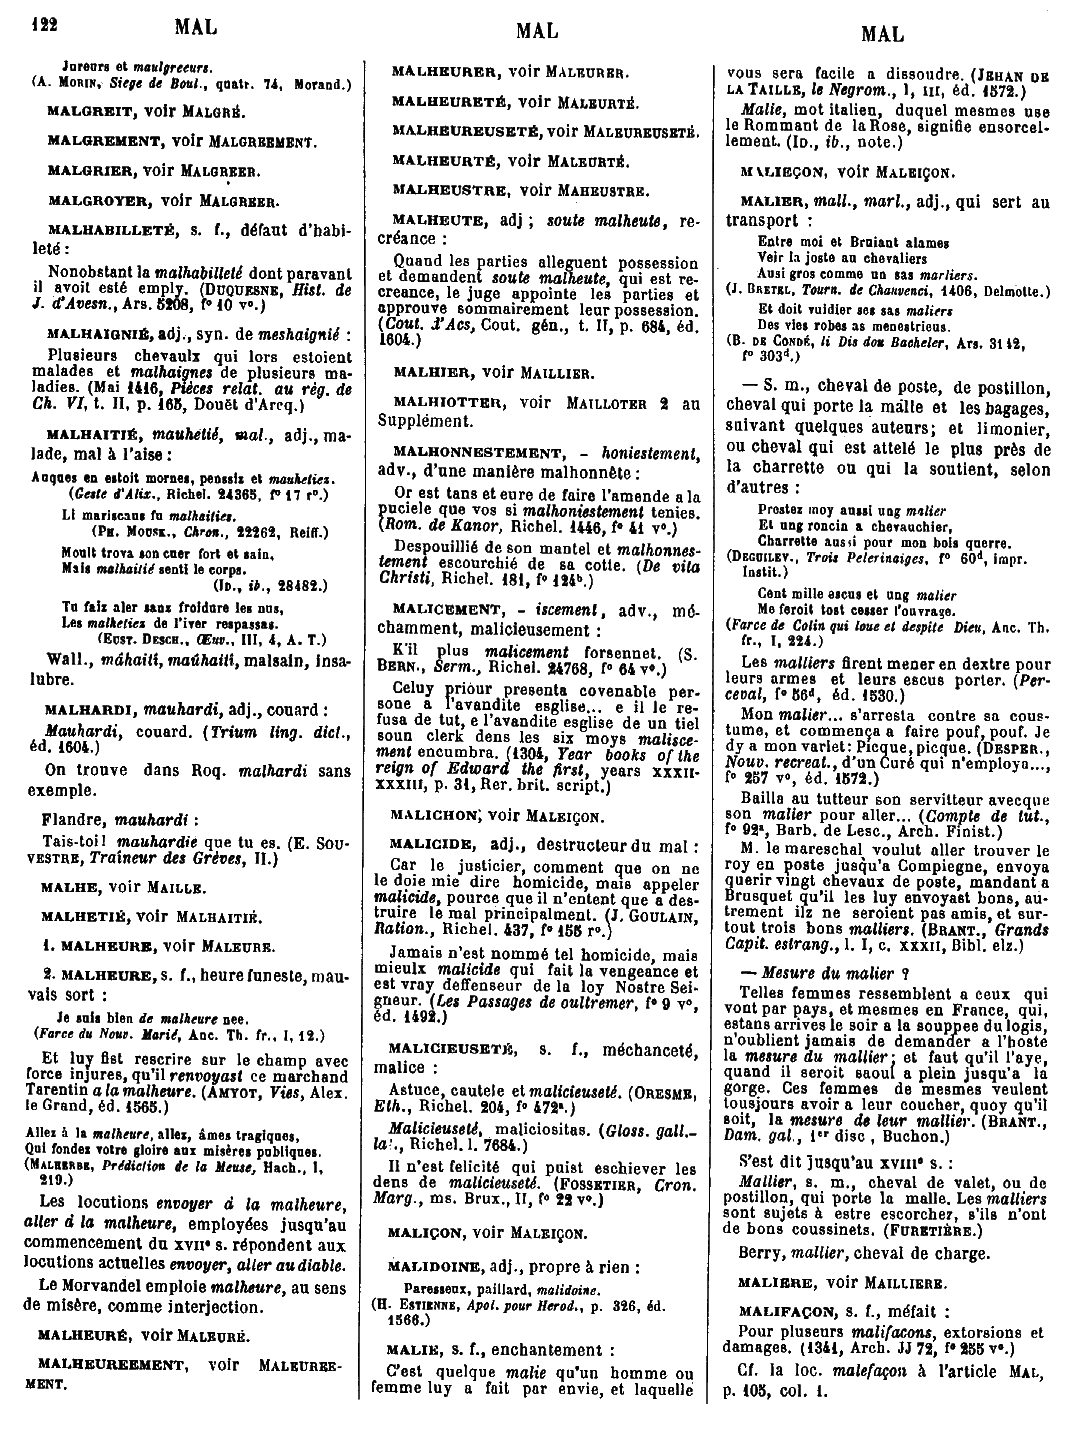 122 MAL MAL MAL
Jureurs et maulgreeurs.
(A. MORIN, Siege de Boul., quatr. 74, Morand.)
MALGREIT, voir MALGRÉ.
MALGREMENT, voir MALGREEMENT.
MALGRIER, voir MALGREER.
MALGROYER, voir MALGREER.
MALHABILLETÉ, s. f., défaut d'habi-
leté :
Nonobstant la malhabilleté dont paravant
il avoit esté emply. (DUQUESNE, Hist. de
J. d'Avesn., Ars. 5208, f° 10 v°.)
MALHAIGNIÉ, adj., syn. de meshaignié :
Plusieurs chevaulx qui lors estoient
malades et malhaignes de plusieurs ma-
ladies. (Mai 1416, Pièces relat. au règ. de
Ch. VI, t. II, p. 165, Douët d'Arcq.)
MALHAITIÉ, mauhetié, mal., adj., ma-
lade, mal à l'aise :
Auques en estoit mornes, penssis et mauhetiez.
(Geste d'Alix., Richel. 24365, f° 17 r°.)
Li mariscaus fu malhaities.
(PH. MOUSK., Chron., 22262, Reiff.)
Moult trova son cuer fort et sain,
Mais malhaitié senti le corps.
(ID., ib., 28482.)
Tu faiz aler sanz froidure les nus,
Les malhetiez de l'iver respassas.
(EUST. DESCH., Œuv., III, 4, A. T.)
Wall., mâhaiti, maûhaiti, malsain, insa-
lubre.
MALHARDI, mauhardi, adj., couard :
Mauhardi, couard. (Trium ling. dict.,
éd. 1604.)
On trouve dans Roq. malhardi sans
exemple.
Flandre, mauhardi :
Tais-toi! mauhardie que tu es. (E. SOU-
VESTRE, Traîneur des Grèves, II.)
MALHE, voir MAILLE.
MALHETIÉ, voir MALHAITIÉ.
1. MALHEURE, voir MALEURE.
2. MALHEURE, s. f., heure funeste, mau-
vais sort :
Je suis bien de malheure nee.
(Farce du Nouv. Marié, Anc. Th. fr., I, 12.)
Et luy fist rescrire sur le champ avec
force injures, qu'il renvoyast ce marchand
Tarentin a la malheure. (AMYOT, Vies, Alex.
le Grand, éd. 1565.)
Allez à la malheure, allez, âmes tragiques,
Qui fondez votre gloire aux misères publiques.
(MALHERBE, Prédiction de la Meuse, Hach., I,
219.)
Les locutions envoyer à la malheure,
aller à la malheure, employées jusqu'au
commencement du XVIIe s. répondent aux
locutions actuelles envoyer, aller au diable.
Le Morvandel emploie malheure, au sens
de misère, comme interjection.
MALHEURÉ, voir MALEURÉ.
MALHEUREEMENT, voir MALEUREE-
MENT.
MALHEURER, voir MALEURER.
MALHEURETÉ, voir MALEURTÉ.
MALHEUREUSETÉ, voir MALEUREUSETÉ.
MALHEURTÉ, voir MALEURTÉ.
MALHEUSTRE, voir MAHEUSTRE.
MALHEUTE, adj ; soute malheute, re-
créance :
Quand les parties alleguent possession
et demandent soute malheute, qui est re-
creance, le juge appointe les parties et
approuve sommairement leur possession.
(Cout. d'Acs, Cout. gén., t. II, p. 684, éd.
1604.)
MALHIER, voir MAILLIER.
MALHIOTTER, voir MAILLOTER 2 au
Supplément.
MALHONNESTEMENT, - honiestement,
adv., d'une manière malhonnête :
Or est tans et eure de faire l'amende a la
puciele que vos si malhoniestement tenies.
(Rom. de Kanor, Richel. 1446, f° 41 v°.)
Despouillié de son mantel et malhonnes-
tement escourchié de sa cotte. (De vita
Christi, Richel. 181, f° 124b.)
MALICEMENT, - iscement, adv., mé-
chamment, malicieusement :
K'il plus malicement forsennet. (S.
BERN., Serm., Richel. 24768, f° 64 v°.)
Celuy priour presenta covenable per-
sone a l'avandite esglise... e il le re-
fusa de tut, e l'avandite esglise de un tiel
soun clerk dens les six moys malisce-
ment encumbra. (1304, Year books of the
reign of Edward the first, years XXXII-
XXXIII, p. 31, Rer. brit. script.)
MALICHON, voir MALEIÇON.
MALICIDE, adj., destructeur du mal :
Car le justicier, comment que on ne
le doie mie dire homicide, mais appeler
malicide, pource que il n'entent que a des-
truire le mal principalment. (J. GOULAIN,
Ration., Richel. 437, f° 155 r°.)
Jamais n'est nommé tel homicide, mais
mieulx malicide qui fait la vengeance et
est vray deffenseur de la loy Nostre Sei-
gneur. (Les Passages de oultremer, f° 9 v°,
éd. 1492.)
MALICIEUSETÉ, s. f., méchanceté,
malice :
Astuce, cautele et malicieuseté. (ORESME,
Eth., Richel. 204, f° 472a.)
Malicieuseté, maliciositas. (Gloss. gall.-
lat., Richel. l. 7684.)
Il n'est felicité qui puist eschiever les
dens de malicieuseté. (FOSSETIER, Cron.
Marg., ms. Brux., II, f° 22 v°.)
MALIÇON, voir MALEIÇON.
MALIDOINE, adj., propre à rien :
Paresseux, paillard, malidoine.
(H. ESTIENNE, Apol. pour Herod., p. 326, éd.
1566.)
MALIE, s. f., enchantement :
C'est quelque malie qu'un homme ou
femme luy a fait par envie, et laquelle
vous sera facile a dissoudre. (JEHAN DE
LA TAILLE, le Negrom., I, III, éd. 1572.)
Malie, mot italien, duquel mesmes use
le Rommant de la Rose, signifie ensorcel-
lement. (ID., ib., note.)
MALIEÇON, voir MALEIÇON.
MALIER, mall., marl., adj., qui sert au
transport :
Entre moi et Bruiant alames
Veir la joste au chevaliers
Ausi gros comme un sas marliers.
(J. BRETEL, Tourn. de Chauvenci, 1406, Delmotte.)
Et doit vuidier ses sas maliers
Des vies robes as menestrieus.
(B. DE CONDÉ, li Dis dou Bacheler, Ars. 3142,
f° 303d.)
— S. m., cheval de poste, de postillon,
cheval qui porte la malle et les bagages,
suivant quelques auteurs; et limonier,
ou cheval qui est attelé le plus près de
la charrette ou qui la soutient, selon
d'autres :
Prestez moy aussi ung malier
Et ung roncin a chevauchier,
Charrette aussi pour mon bois querre.
(DEGUILEV., Trois Pelerinaiges, f° 60d, impr.
Instit.)
Cent mille escus et ung malier
Me feroit tost cesser l'ouvrage.
(Farce de Colin qui loue et despite Dieu, Anc. Th.
fr., I, 224.)
Les malliers firent mener en dextre pour
leurs armes et leurs escus porter. (Per-
ceval, f° 56d, éd. 1530.)
Mon malier... s'arresta contre sa cous-
tume, et commença a faire pouf, pouf. Je
dy a mon varlet: Picque, picque. (DESPER.,
Nouv. recreat., d'un Curé qui n'employa...,
f° 257 v°, éd. 1572.)
Bailla au tutteur son servitteur avecque
son malier pour aller... (Compte de tut.,
f° 92a, Barb. de Lesc., Arch. Finist.)
M. le mareschal voulut aller trouver le
roy en poste jusqu'a Compiegne, envoya
querir vingt chevaux de poste, mandant a
Brusquet qu'il les luy envoyast bons, au-
trement ilz ne seroient pas amis, et sur-
tout trois bons malliers. (BRANT., Grands
Capit. estrang., l. I, c. XXXII, Bibl. elz.)
— Mesure du malier ?
Telles femmes ressemblent a ceux qui
vont par pays, et mesmes en France, qui,
estans arrives le soir a la souppee du logis,
n'oublient jamais de demander a l'hoste
la mesure du mallier; et faut qu'il l'aye,
quand il seroit saoul a plein jusqu'a la
gorge. Ces femmes de mesmes veulent
tousjours avoir a leur coucher, quoy qu'il
soit, la mesure de leur mallier. (BRANT.,
Dam. gal., 1er disc , Buchon.)
S'est dit jusqu'au XVIIIe s. :
Mallier, s. m., cheval de valet, ou de
postillon, qui porte la malle. Les malliers
sont sujets à estre escorchez, s'ils n'ont
de bons coussinets. (FURETIÈRE.)
Berry, mallier, cheval de charge.
MALIERE, voir MAILLIERE.
MALIFAÇON, s. f., méfait :
Pour pluseurs malifacons, extorsions et
damages. (1341, Arch. JJ 72, f° 255 v°.)
Cf. la loc. malefaçon à l'article MAL,
p. 105, col. 1.